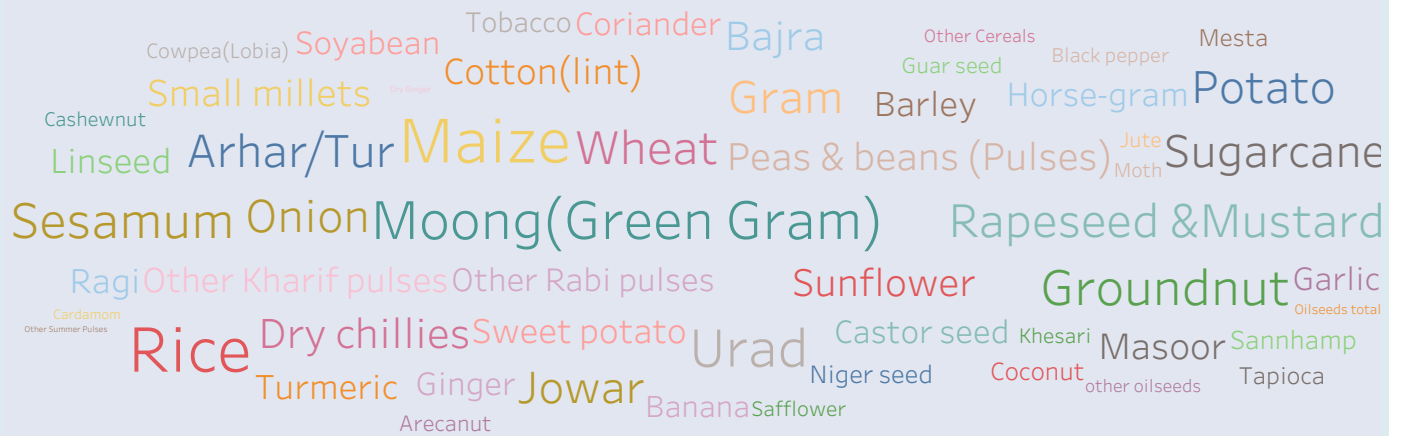 Tobacco Coriander Bajra Other Cereals Mesta
Cowpea(Lobia) Soyabean Cotton(lint) Guar seed Black pepper
Small millets Dry Ginger Gram Barley Horse-gram Potato
Cashewnut Arhar/Tur Maize Wheat Peas & beans (Pulses) Jute Sugarcane
Linseed Moth
Sesamum Onion Moong(Green Gram) Rapeseed &Mustard
Ragi Other Kharif pulses Other Rabi pulses Sunflower Groundnut Garlic
Cardamom Oilseeds total
Other Summer Pulses Rice Dry chillies Sweet potato Urad Castor seed Khesari Masoor Sannhamp
Turmeric Ginger Jowar Niger seed Coconut other oilseeds Tapioca
Arecanut Banana Safflower